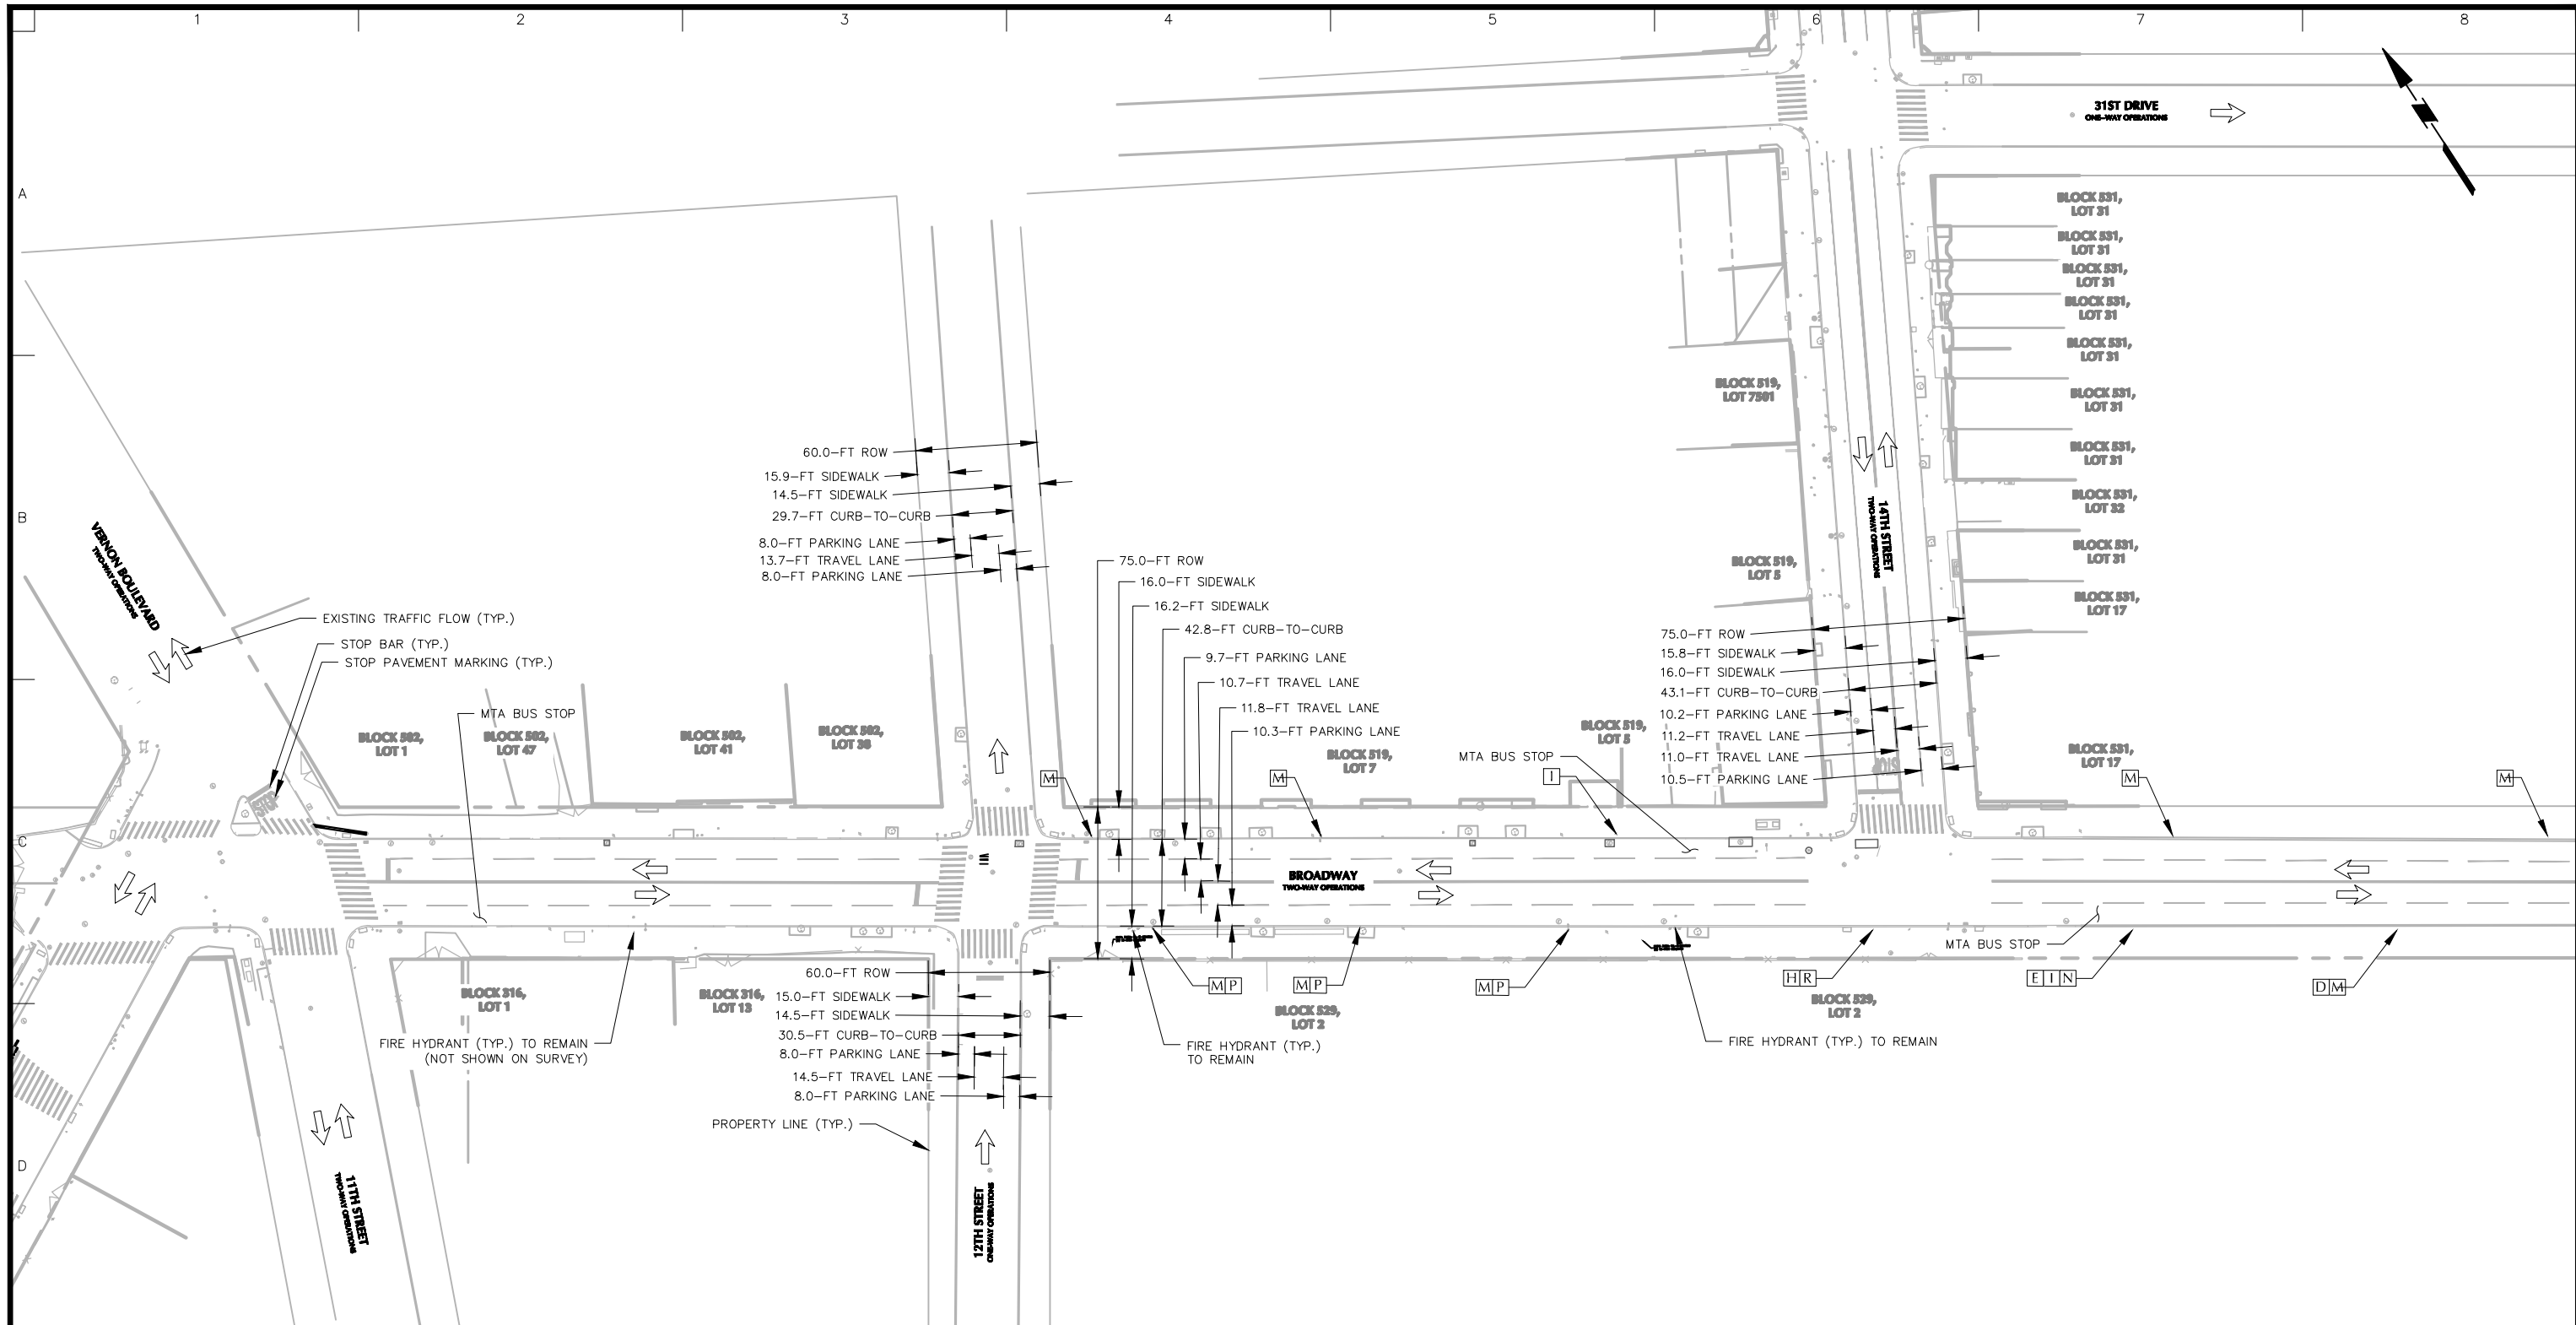 1 2 3 4 5 6 7 8
A
B
C
D
31ST DRIVE
ONE-WAY OPERATIONS
BLOCK 531,
LOT 31
BLOCK 531,
LOT 31
BLOCK 531,
LOT 31
BLOCK 531,
LOT 31
BLOCK 531,
LOT 31
BLOCK 531,
LOT 31
BLOCK 531,
LOT 31
BLOCK 531,
LOT 32
BLOCK 531,
LOT 31
BLOCK 531,
LOT 17
BLOCK 531,
LOT 17
BLOCK 519,
LOT 7501
BLOCK 519,
LOT 5
BLOCK 519,
LOT 5
BLOCK 519,
LOT 7
14TH STREET
TWO-WAY OPERATIONS
60.0-FT ROW
15.9-FT SIDEWALK
14.5-FT SIDEWALK
29.7-FT CURB-TO-CURB
8.0-FT PARKING LANE
13.7-FT TRAVEL LANE
8.0-FT PARKING LANE
75.0-FT ROW
16.0-FT SIDEWALK
16.2-FT SIDEWALK
42.8-FT CURB-TO-CURB
9.7-FT PARKING LANE
10.7-FT TRAVEL LANE
11.8-FT TRAVEL LANE
10.3-FT PARKING LANE
75.0-FT ROW
15.8-FT SIDEWALK
16.0-FT SIDEWALK
43.1-FT CURB-TO-CURB
10.2-FT PARKING LANE
11.2-FT TRAVEL LANE
11.0-FT TRAVEL LANE
10.5-FT PARKING LANE
STOP
VERNON BOULEVARD
TWO-WAY OPERATIONS
EXISTING TRAFFIC FLOW (TYP.)
STOP BAR (TYP.)
STOP PAVEMENT MARKING (TYP.)
STOP
MTA BUS STOP
BLOCK 502,
LOT 1
BLOCK 502,
LOT 47
BLOCK 502,
LOT 41
BLOCK 502,
LOT 38
M
M
MTA BUS STOP
I
M
M
BROADWAY
TWO-WAY OPERATIONS
MTA BUS STOP
M P
M P
M P
H R
E I N
D M
BLOCK 316,
LOT 1
BLOCK 316,
LOT 13
BLOCK 529,
LOT 2
BLOCK 529,
LOT 2
FIRE HYDRANT (TYP.) TO REMAIN
(NOT SHOWN ON SURVEY)
FIRE HYDRANT (TYP.)
TO REMAIN
FIRE HYDRANT (TYP.) TO REMAIN
60.0-FT ROW
15.0-FT SIDEWALK
14.5-FT SIDEWALK
30.5-FT CURB-TO-CURB
8.0-FT PARKING LANE
14.5-FT TRAVEL LANE
8.0-FT PARKING LANE
PROPERTY LINE (TYP.)
11TH STREET
TWO-WAY OPERATIONS
12TH STREET
ONE-WAY OPERATIONS